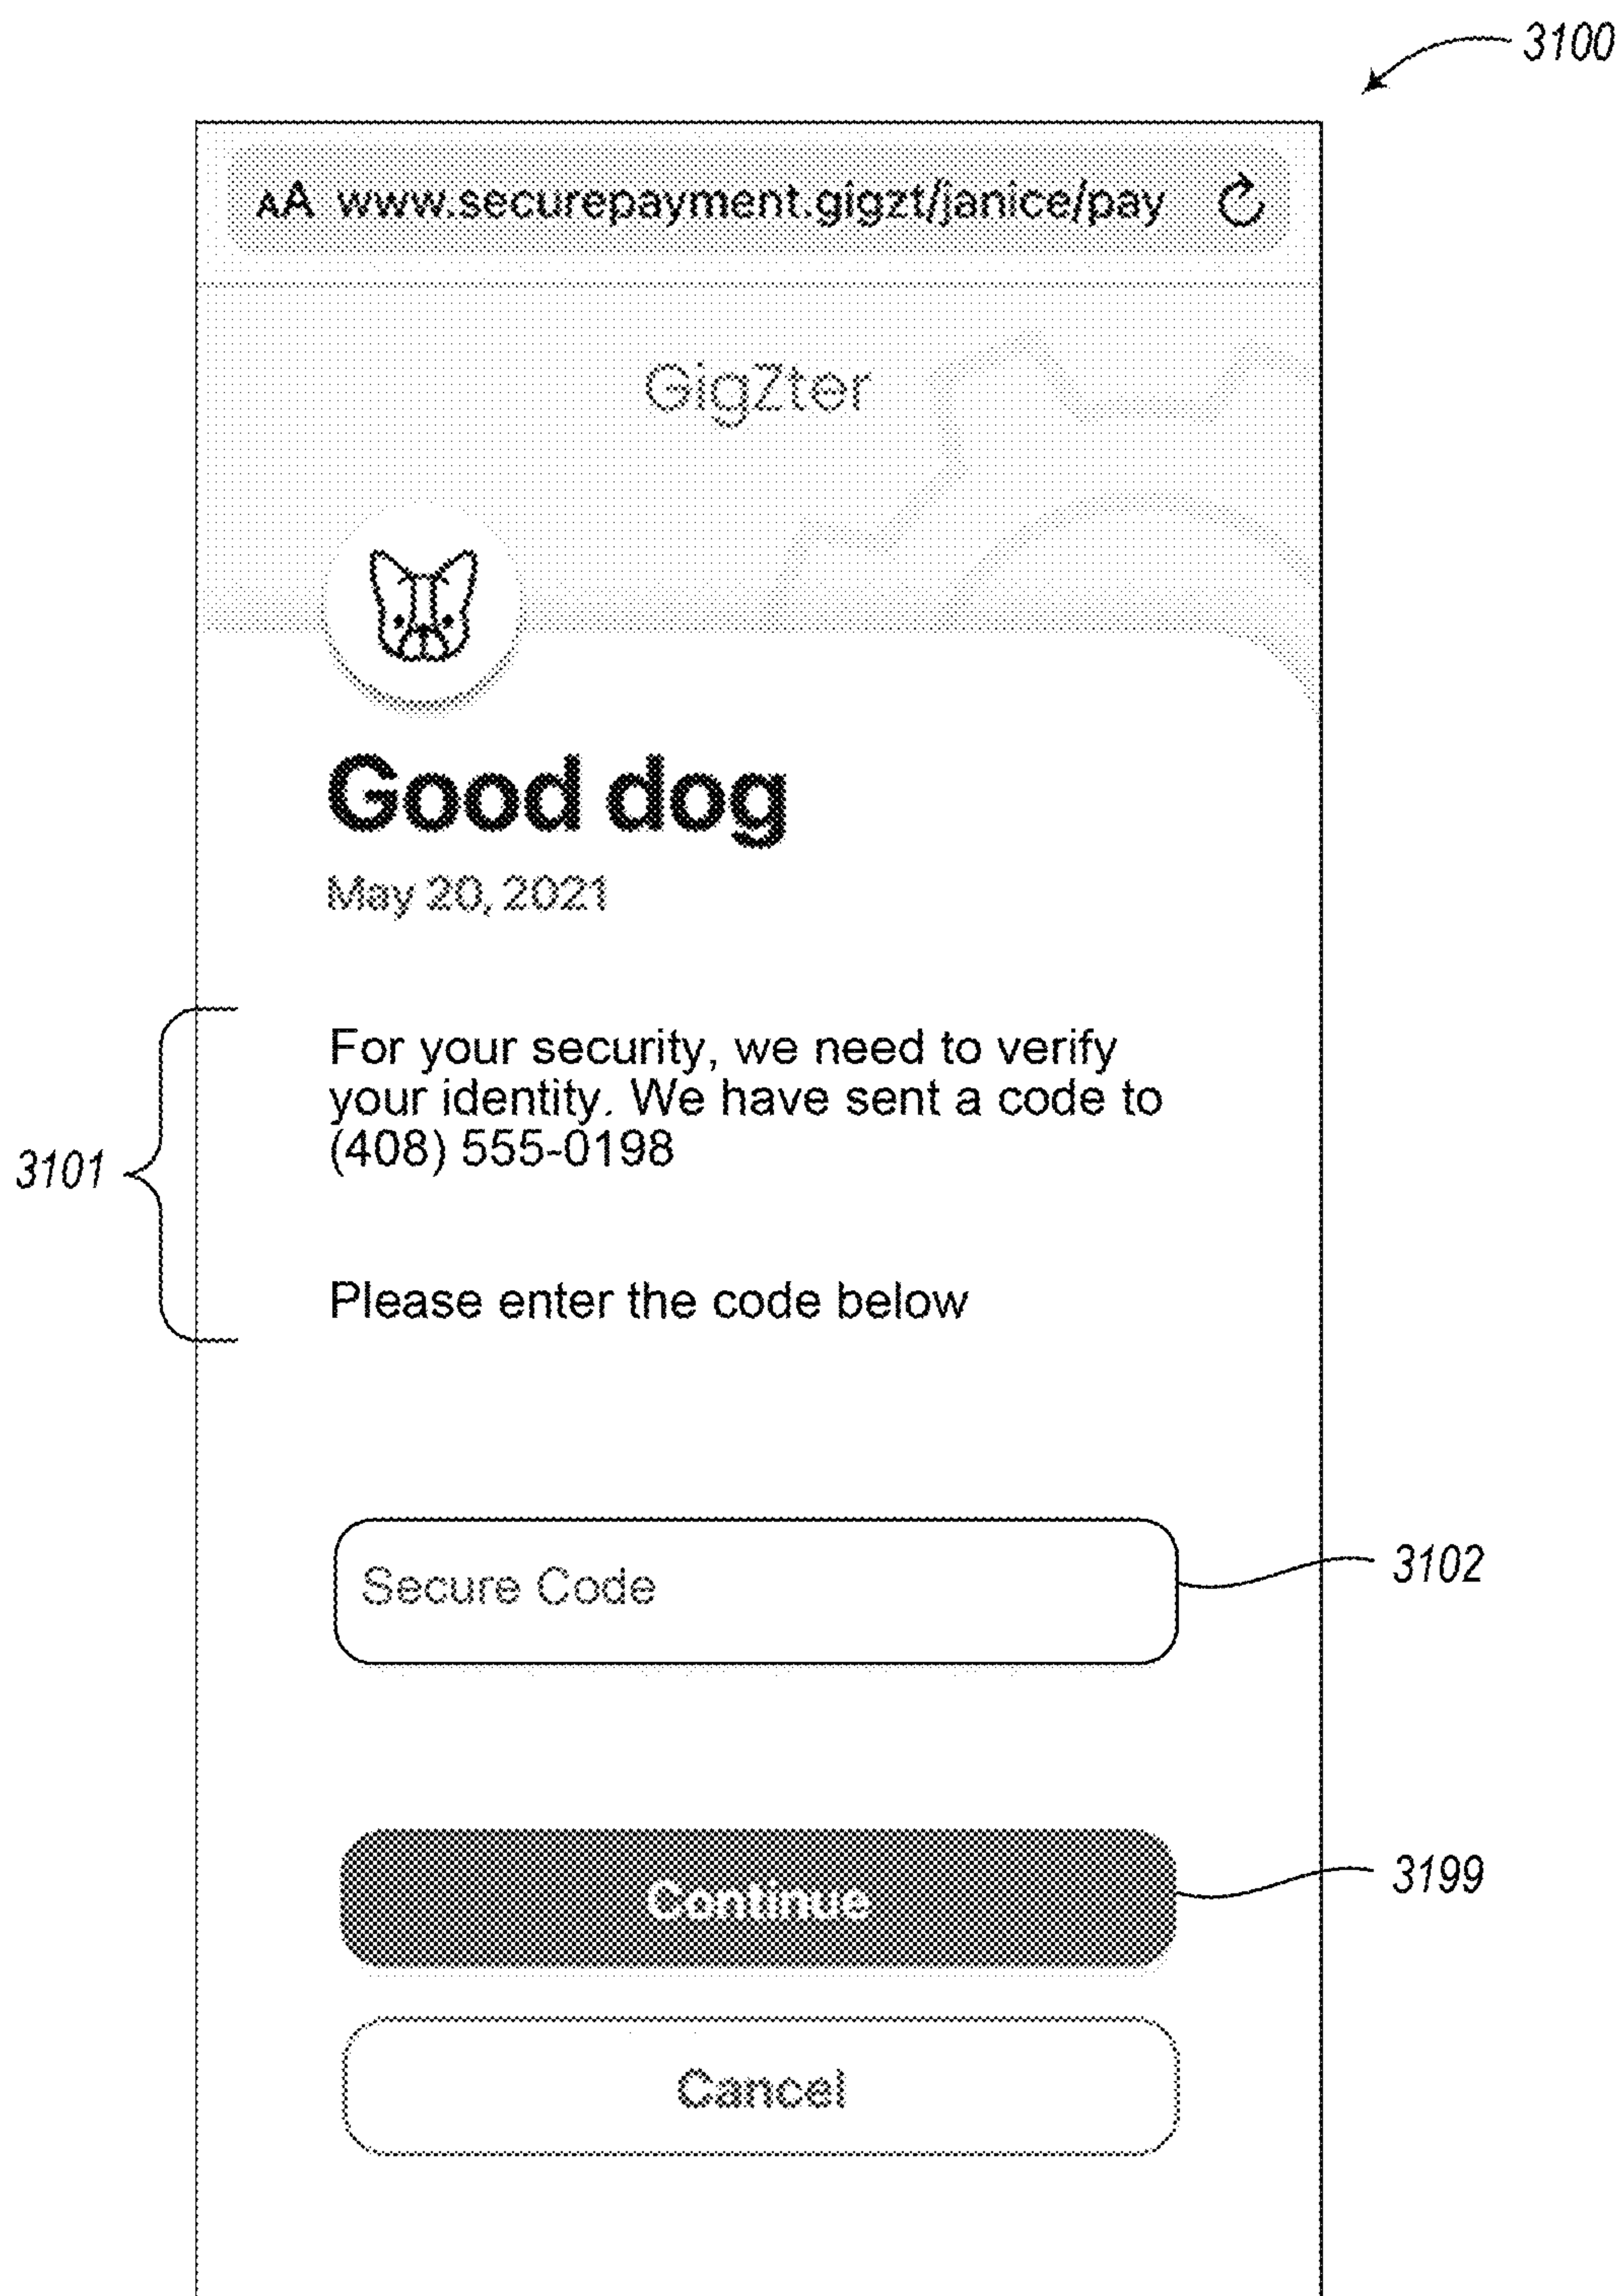 3100
AA www.securepayment.gigzt/janice/pay
GigZter
Good dog
May 20, 2021
3101
For your security, we need to verify
your identity. We have sent a code to
(408) 555-0198
Please enter the code below
Secure Code
3102
Continue
3199
Cancel